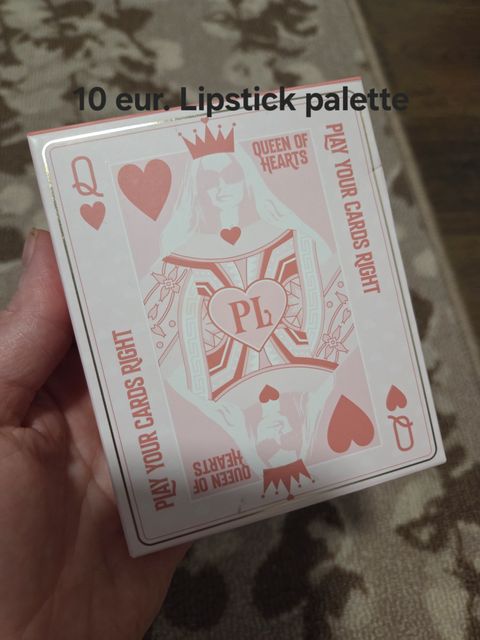 10 eur. Lipstick palette
Q
QUEEN OF
HEARTS
PLAY YOUR CARDS RIGHT
PL
PLAY YOUR CARDS RIGHT
QUEEN OF
HEARTS
Q